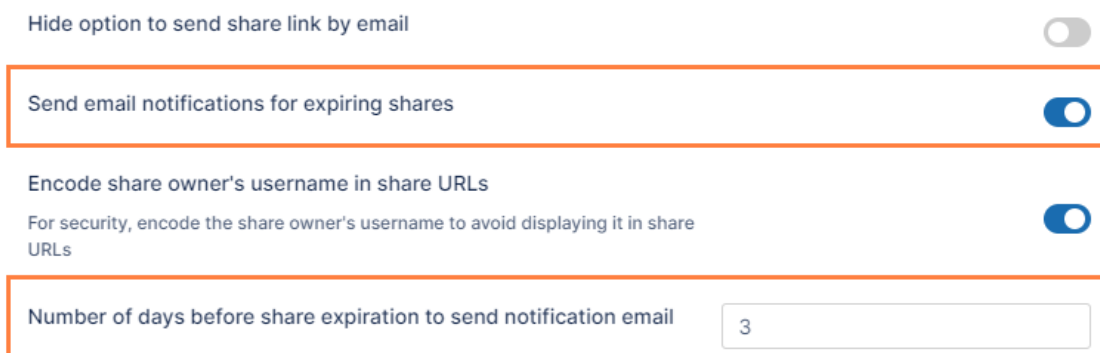 Hide option to send share link by email
Send email notifications for expiring shares
Encode share owner's username in share URLs
For security, encode the share owner's username to avoid displaying it in share
URLs
Number of days before share expiration to send notification email
3